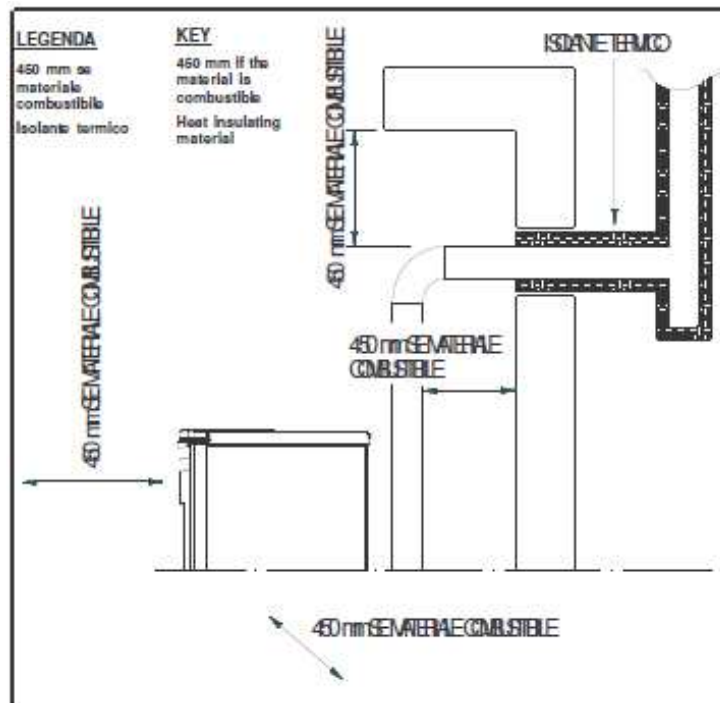 LEGENDA
450 mm se
materiale
combustibile
Isolante termico
KEY
450 mm if the
material is
combustible
Heat insulating
material
ISOLANTE TERMICO
450 mm SE MATERIALE COMBUSTIBILE
450 mm SE MATERIALE COMBUSTIBILE
450 mm SE MATERIALE
COMBUSTIBILE
450 mm SE MATERIALE COMBUSTIBILE